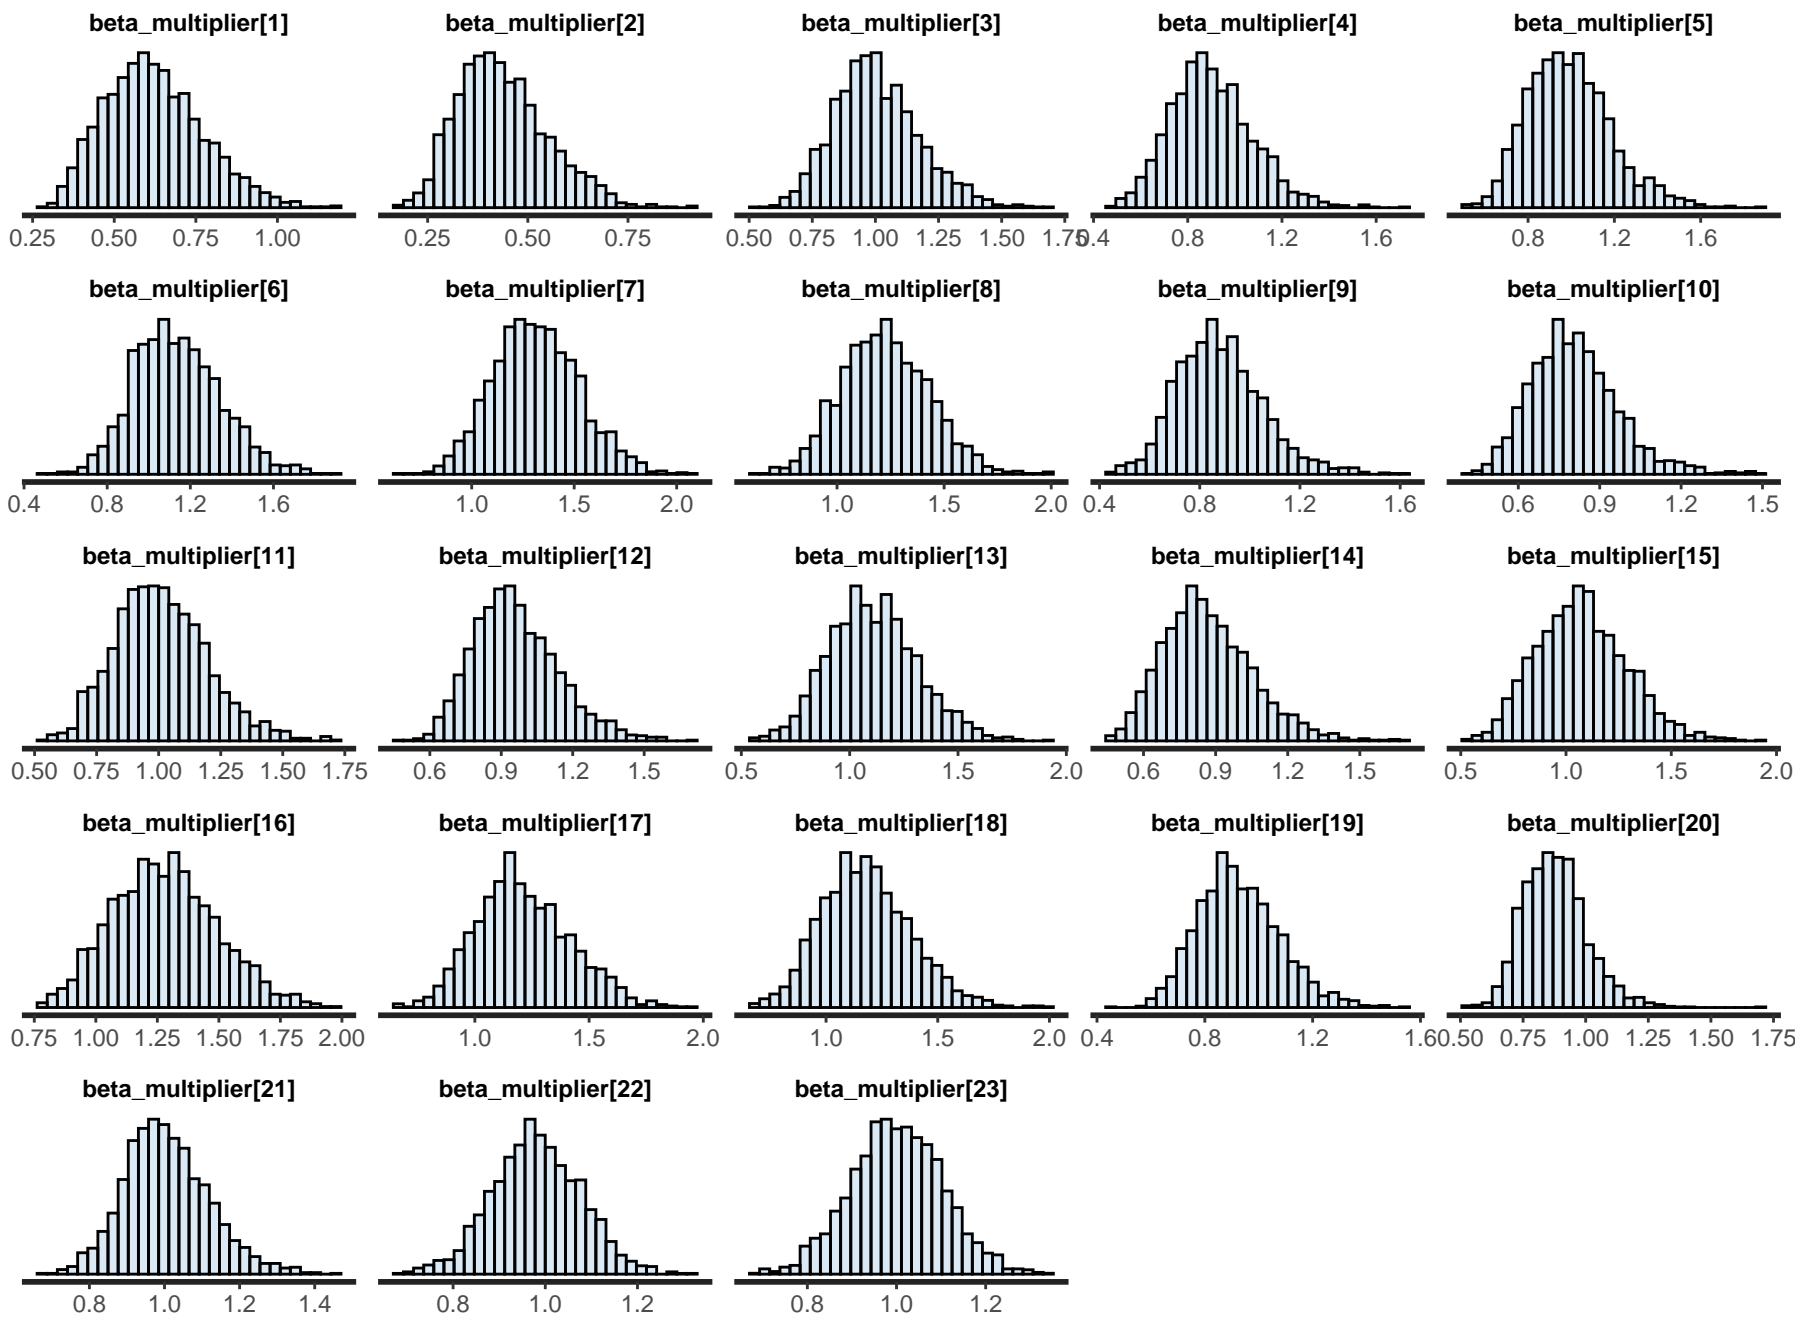 beta_multiplier[1] beta_multiplier[2] beta_multiplier[3] beta_multiplier[4] beta_multiplier[5]
0.25 0.50 0.75 1.00 0.25 0.50 0.75 0.50 0.75 1.00 1.25 1.50 1.75 0.4 0.8 1.2 1.6 0.8 1.2 1.6
beta_multiplier[6] beta_multiplier[7] beta_multiplier[8] beta_multiplier[9] beta_multiplier[10]
0.4 0.8 1.2 1.6 1.0 1.5 2.0 1.0 1.5 2.0 0.4 0.8 1.2 1.6 0.6 0.9 1.2 1.5
beta_multiplier[11] beta_multiplier[12] beta_multiplier[13] beta_multiplier[14] beta_multiplier[15]
0.50 0.75 1.00 1.25 1.50 1.75 0.6 0.9 1.2 1.5 0.5 1.0 1.5 2.0 0.6 0.9 1.2 1.5 0.5 1.0 1.5 2.0
beta_multiplier[16] beta_multiplier[17] beta_multiplier[18] beta_multiplier[19] beta_multiplier[20]
0.75 1.00 1.25 1.50 1.75 2.00 1.0 1.5 2.0 1.0 1.5 2.0 0.4 0.8 1.2 1.6 0.50 0.75 1.00 1.25 1.50 1.75
beta_multiplier[21] beta_multiplier[22] beta_multiplier[23]
0.8 1.0 1.2 1.4 0.8 1.0 1.2 0.8 1.0 1.2